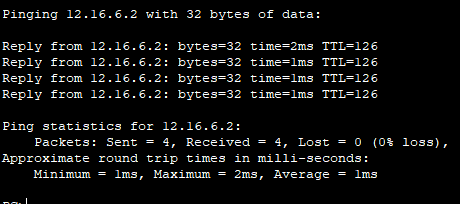 Pinging 12.16.6.2 with 32 bytes of data:
Reply from 12.16.6.2: bytes=32 time=2ms TTL=126
Reply from 12.16.6.2: bytes=32 time=1ms TTL=126
Reply from 12.16.6.2: bytes=32 time=1ms TTL=126
Reply from 12.16.6.2: bytes=32 time=1ms TTL=126
Ping statistics for 12.16.6.2:
Packets: Sent = 4, Received = 4, Lost = 0 (0% loss),
Approximate round trip times in milli-seconds:
Minimum = 1ms, Maximum = 2ms, Average = 1ms